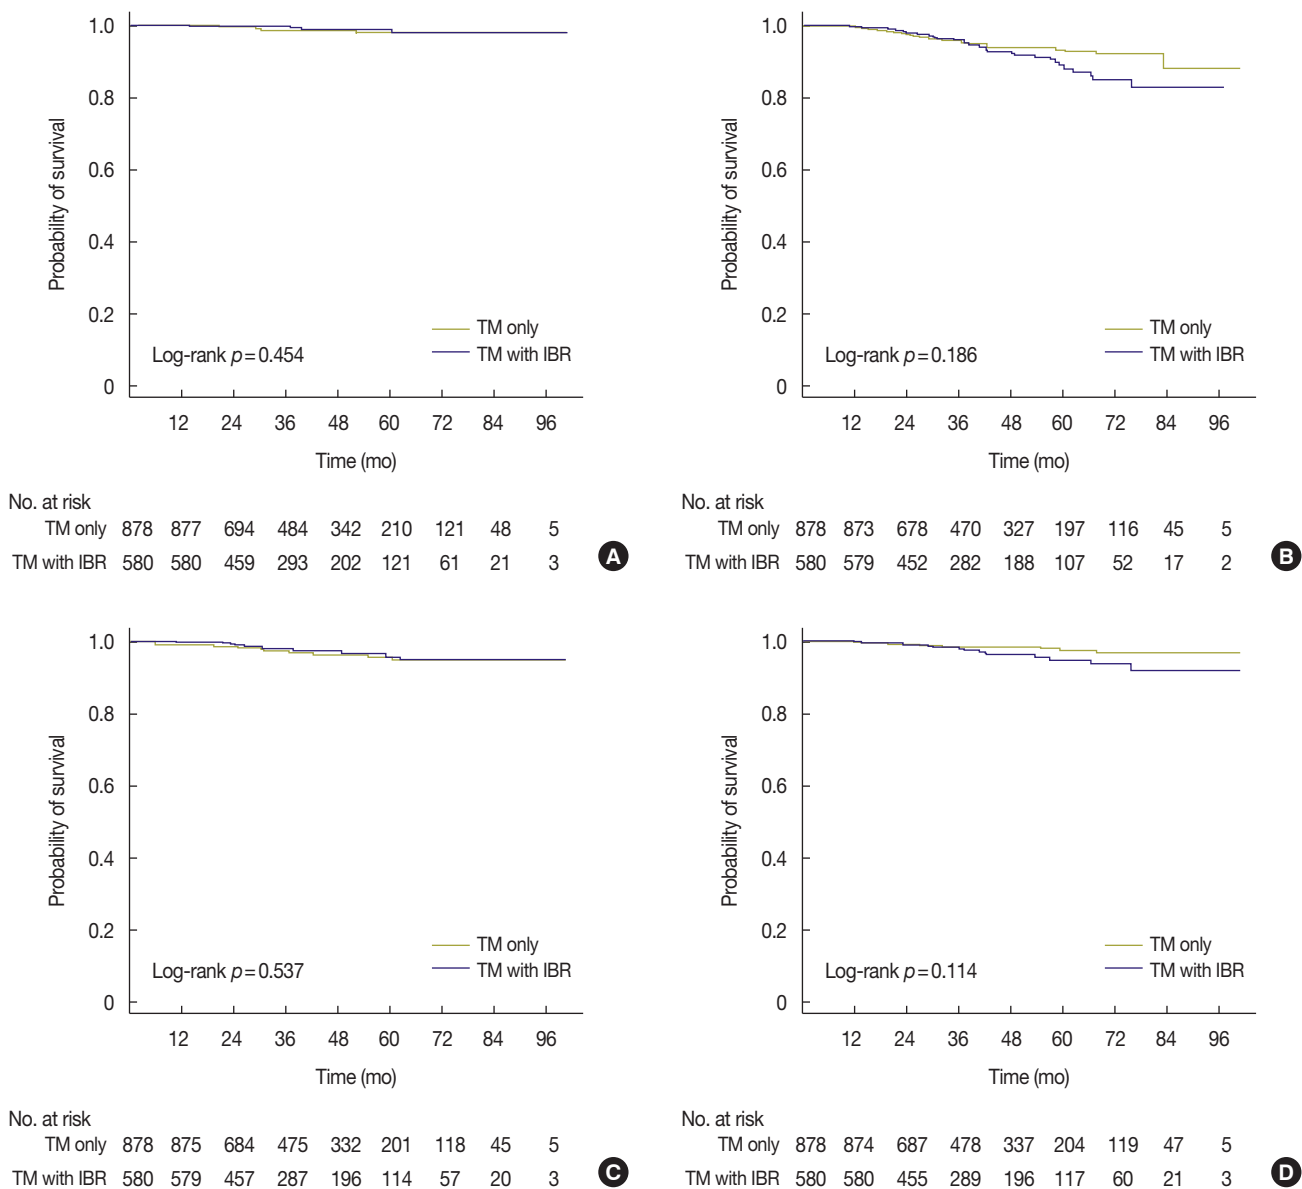 1.0
0.8
0.6
0.4
0.2
0
Probability of survival
TM only
TM with IBR
Log-rank p=0.454
12 24 36 48 60 72 84 96
Time (mo)
No. at risk
TM only 878 877 694 484 342 210 121 48 5
TM with IBR 580 580 459 293 202 121 61 21 3
A
1.0
0.8
0.6
0.4
0.2
0
Probability of survival
TM only
TM with IBR
Log-rank p=0.186
12 24 36 48 60 72 84 96
Time (mo)
No. at risk
TM only 878 873 678 470 327 197 116 45 5
TM with IBR 580 579 452 282 188 107 52 17 2
B
1.0
0.8
0.6
0.4
0.2
0
Probability of survival
TM only
TM with IBR
Log-rank p=0.537
12 24 36 48 60 72 84 96
Time (mo)
No. at risk
TM only 878 875 684 475 332 201 118 45 5
TM with IBR 580 579 457 287 196 114 57 20 3
C
1.0
0.8
0.6
0.4
0.2
0
Probability of survival
TM only
TM with IBR
Log-rank p=0.114
12 24 36 48 60 72 84 96
Time (mo)
No. at risk
TM only 878 874 687 478 337 204 119 47 5
TM with IBR 580 580 455 289 196 117 60 21 3
D